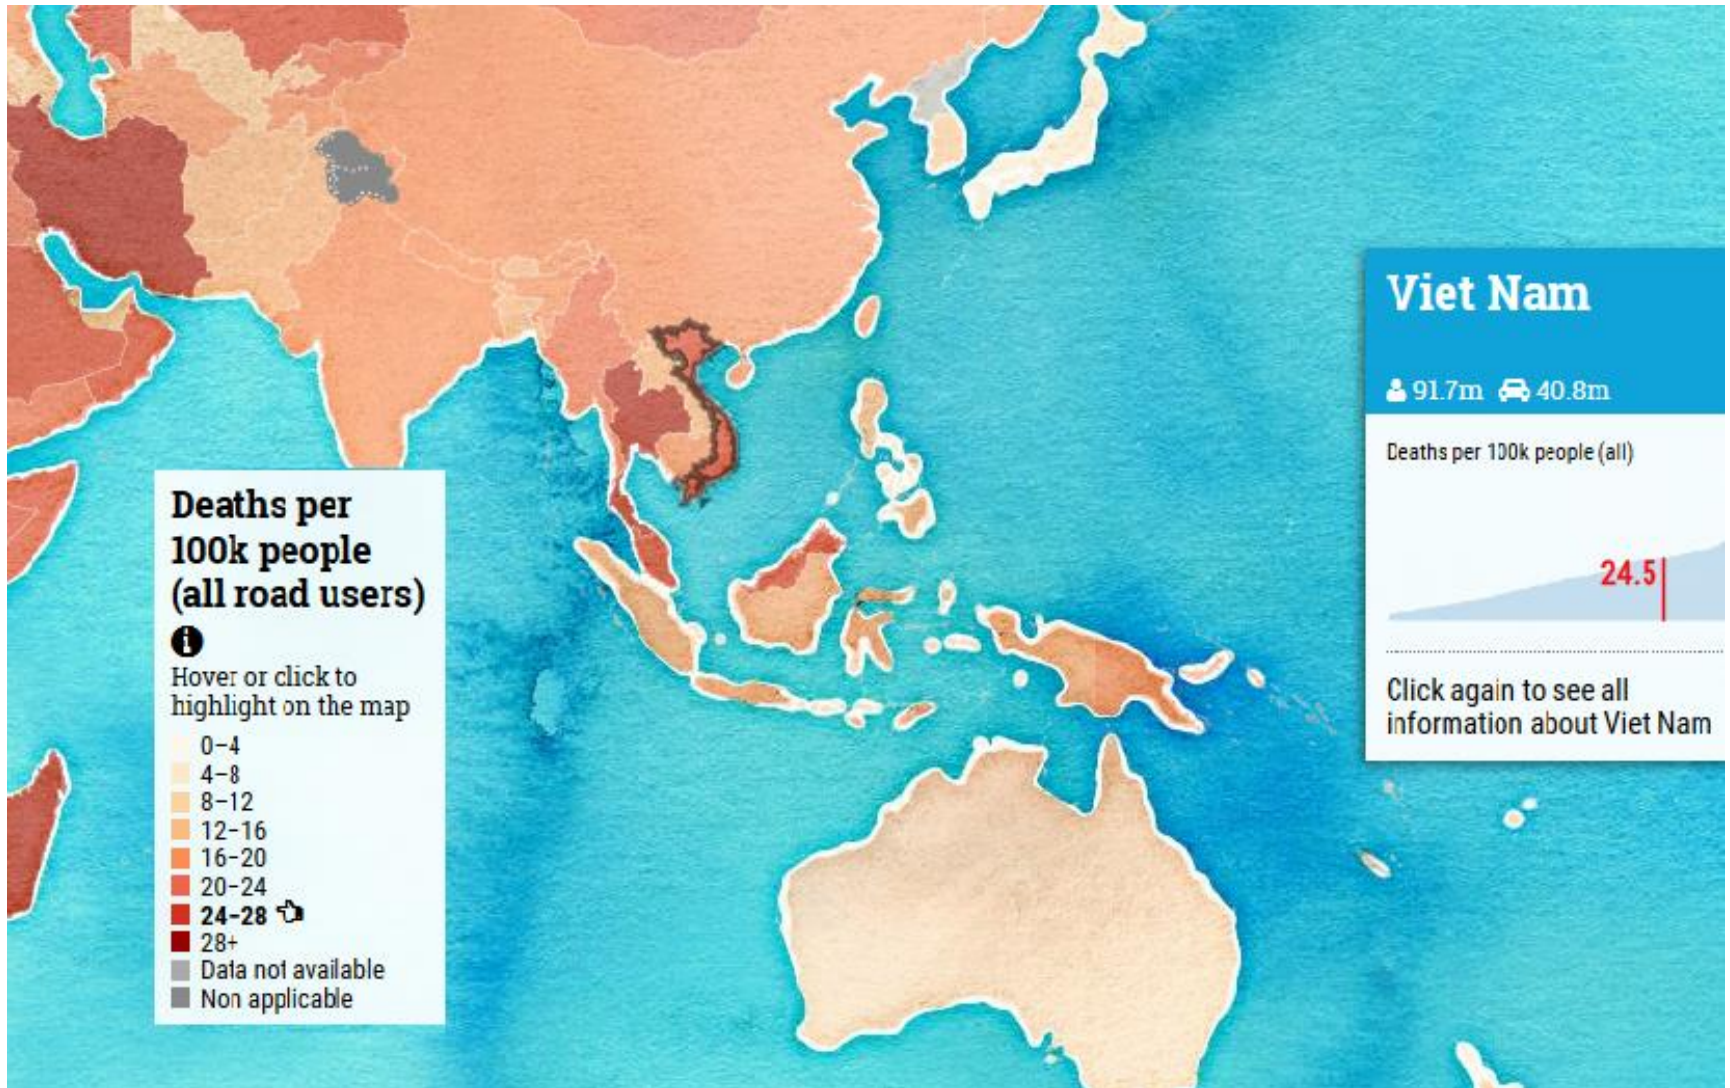 Deaths per
100k people
(all road users)
Hover or click to
highlight on the map
0–4
4–8
8–12
12–16
16–20
20–24
24–28
28+
Data not available
Non applicable
Viet Nam
91.7m 40.8m
Deaths per 100k people (all)
24.5
Click again to see all
information about Viet Nam